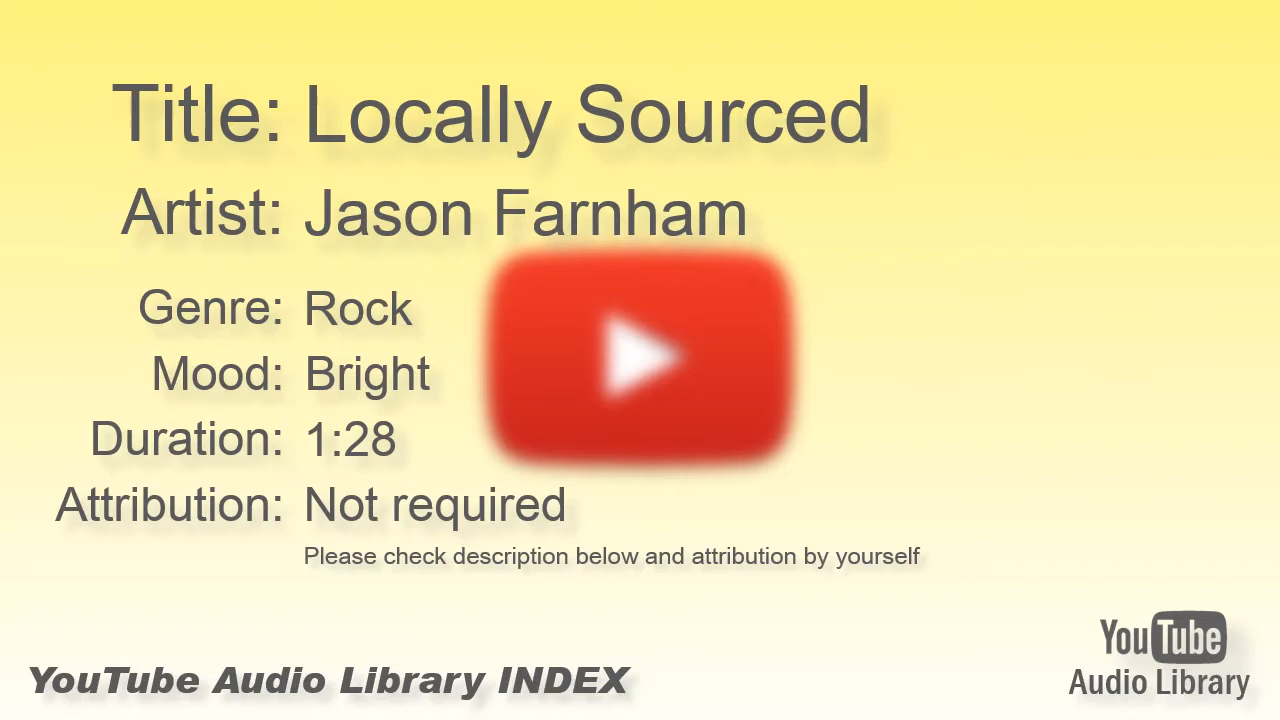 Title: Locally Sourced
Artist: Jason Farnham
Genre: Rock
Mood: Bright
Duration: 1:28
Attribution: Not required
Please check description below and attribution by yourself
YouTube Audio Library INDEX
YouTube
Audio Library